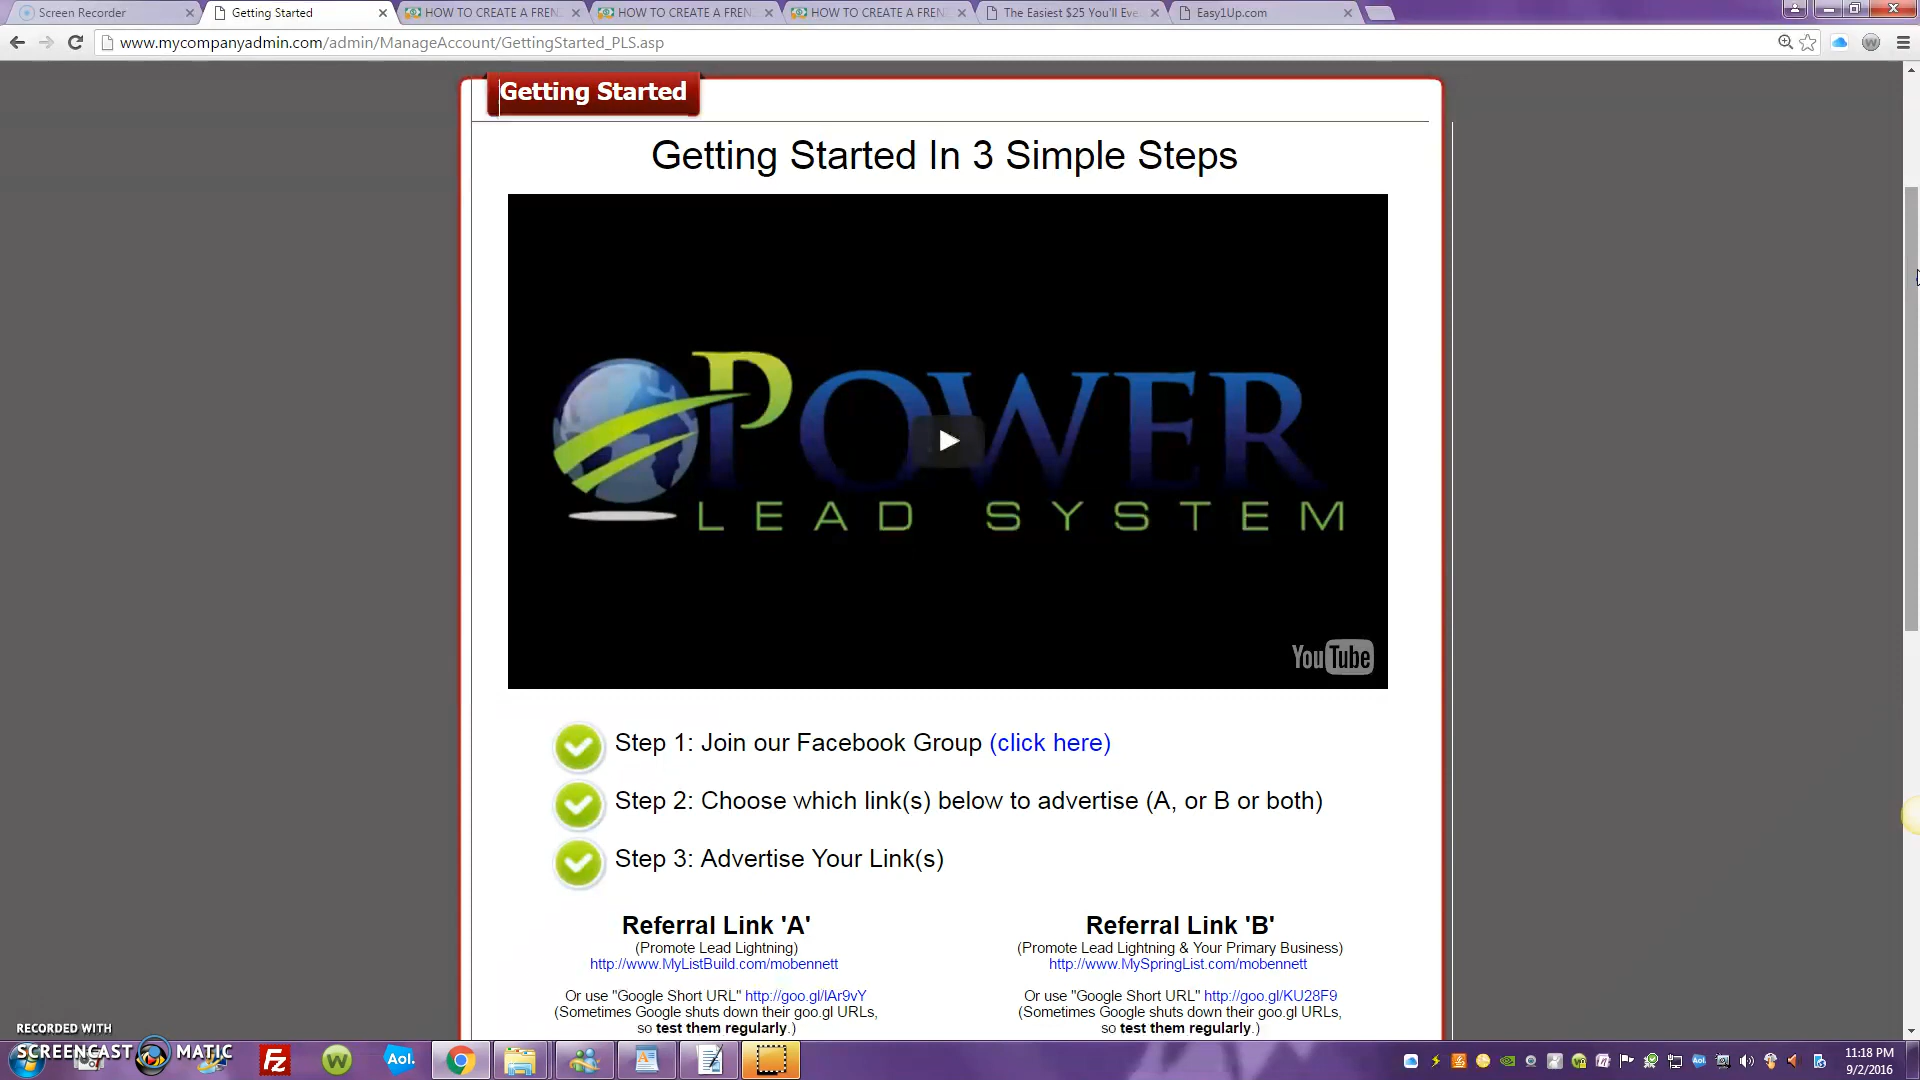 Screen Recorder
Getting Started
HOW TO CREATE A FREN
HOW TO CREATE A FREN
HOW TO CREATE A FREN
The Easiest $25 You'll Eve
Easy1Up.com
www.mycompanyadmin.com/admin/ManageAccount/GettingStarted_PLS.asp
Getting Started
Getting Started In 3 Simple Steps
POWER
LEAD SYSTEM
YouTube
Step 1: Join our Facebook Group (click here)
Step 2: Choose which link(s) below to advertise (A, or B or both)
Step 3: Advertise Your Link(s)
Referral Link 'A'
(Promote Lead Lightning)
http://www.MyListBuild.com/mobennett
Or use "Google Short URL" http://goo.gl/lAr9vY
(Sometimes Google shuts down their goo.gl URLs,
so test them regularly.)
Referral Link 'B'
(Promote Lead Lightning & Your Primary Business)
http://www.MySpringList.com/mobennett
Or use "Google Short URL" http://goo.gl/KU28F9
(Sometimes Google shuts down their goo.gl URLs,
so test them regularly.)
RECORDED WITH
SCREENCAST MATIC
Fz
W
Aol.
11:18 PM
9/2/2016